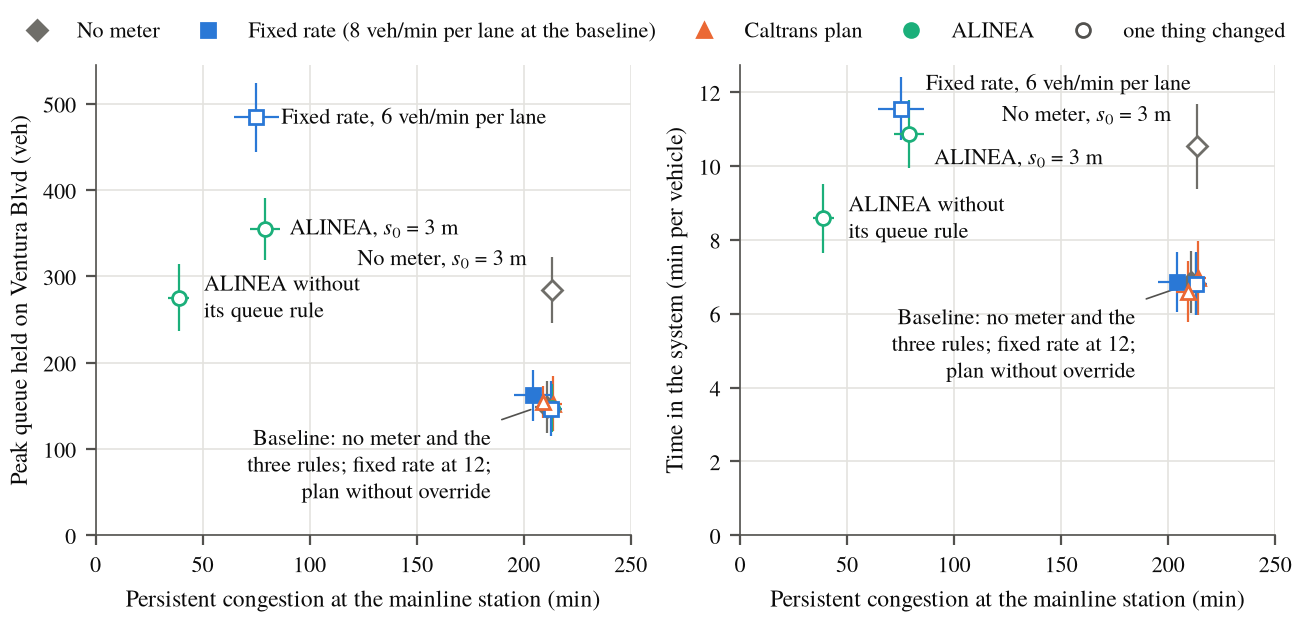 No meter
Fixed rate (8 veh/min per lane at the baseline)
Caltrans plan
ALINEA
one thing changed
Peak queue held on Ventura Blvd (veh)
500
400
300
200
100
0
Fixed rate, 6 veh/min per lane
ALINEA, s₀ = 3 m
No meter, s₀ = 3 m
ALINEA without
its queue rule
Baseline: no meter and the
three rules; fixed rate at 12;
plan without override
0 50 100 150 200 250
Persistent congestion at the mainline station (min)
Time in the system (min per vehicle)
12
10
8
6
4
2
0
Fixed rate, 6 veh/min per lane
No meter, s₀ = 3 m
ALINEA, s₀ = 3 m
ALINEA without
its queue rule
Baseline: no meter and the
three rules; fixed rate at 12;
plan without override
0 50 100 150 200 250
Persistent congestion at the mainline station (min)